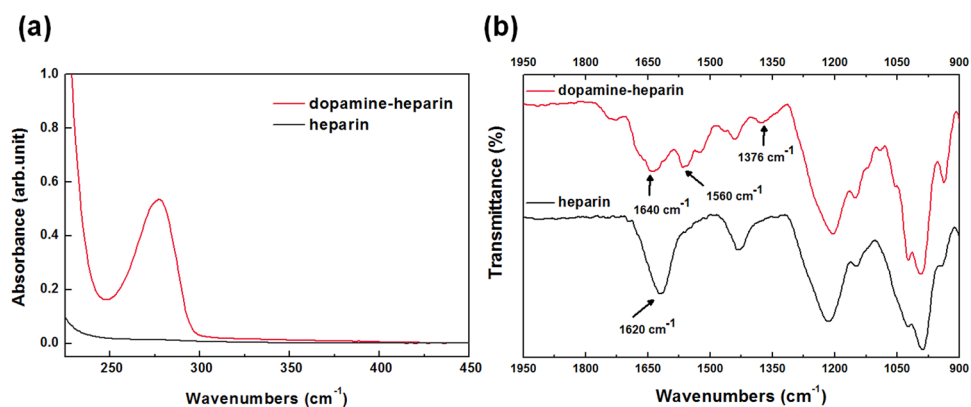 (a)
1.0
0.8
0.6
0.4
0.2
0.0
Absorbance (arb.unit)
dopamine-heparin
heparin
250 300 350 400 450
Wavenumbers (cm-1)
(b)
1950 1800 1650 1500 1350 1200 1050 900
Transmittance (%)
dopamine-heparin
1376 cm-1
1560 cm-1
1640 cm-1
heparin
1620 cm-1
1950 1800 1650 1500 1350 1200 1050 900
Wavenumbers (cm-1)